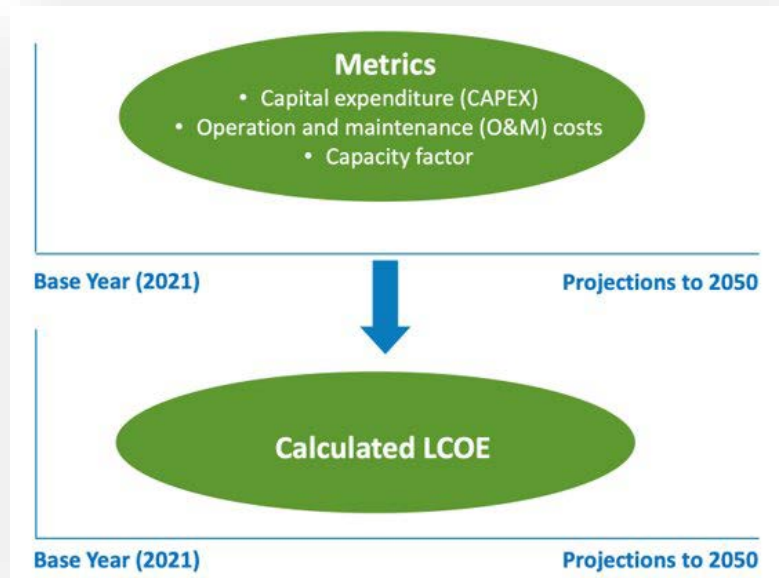 Metrics
• Capital expenditure (CAPEX)
• Operation and maintenance (O&M) costs
• Capacity factor
Base Year (2021) Projections to 2050
Calculated LCOE
Base Year (2021) Projections to 2050